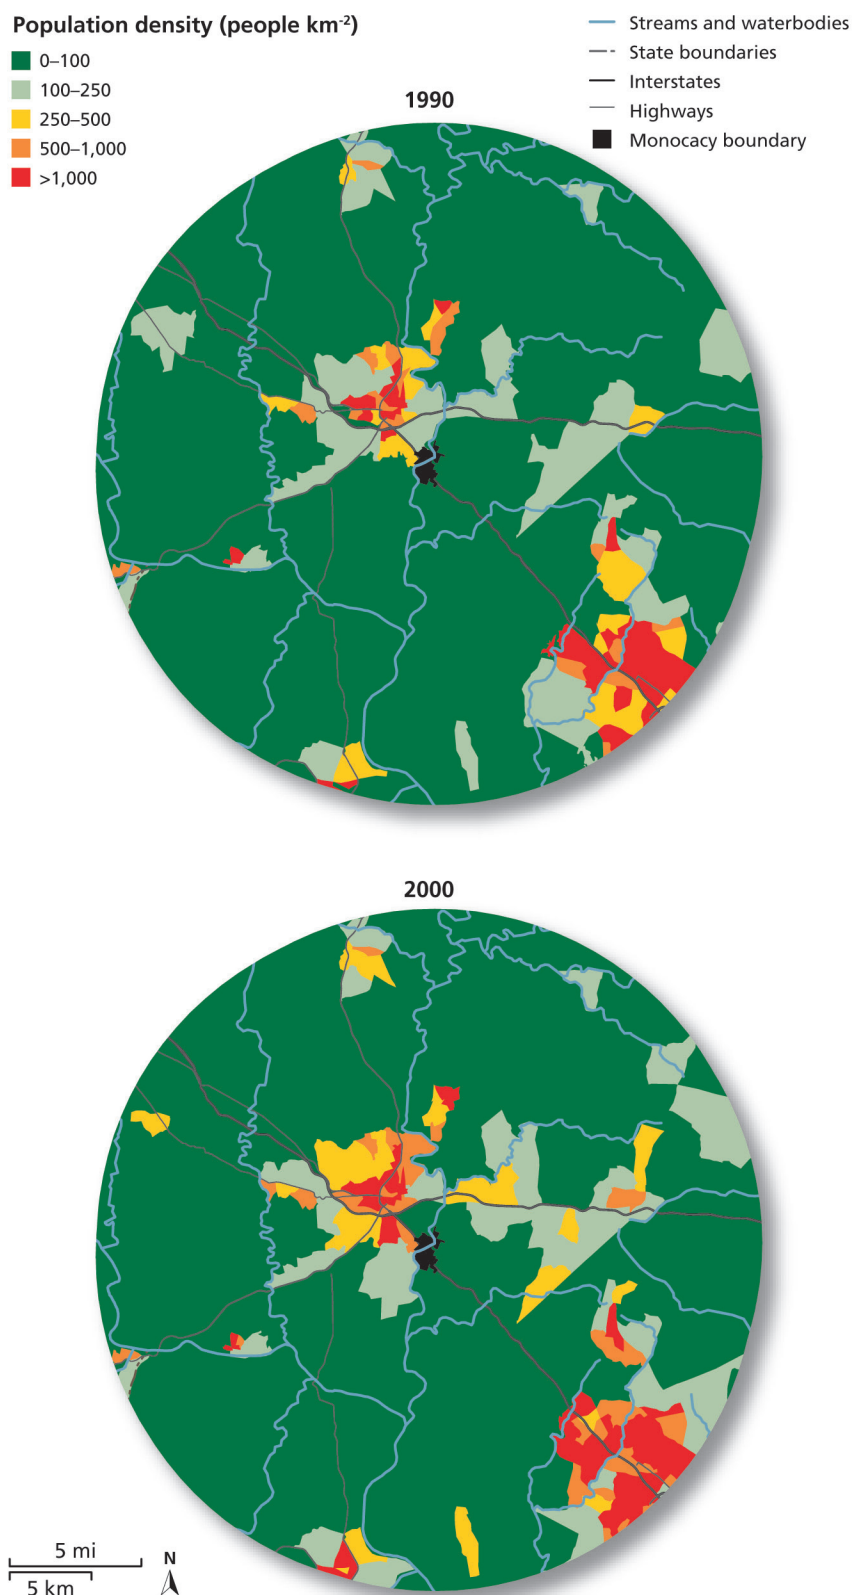 Population density (people km-2)
0–100
100–250
250–500
500–1,000
>1,000
Streams and waterbodies
State boundaries
Interstates
Highways
Monocacy boundary
1990
2000
5 mi
5 km
N